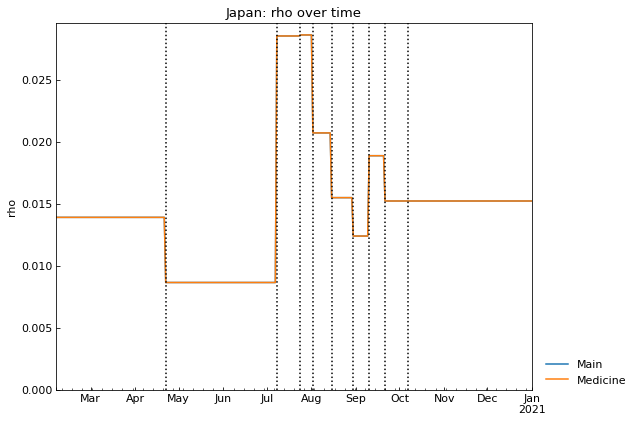 Japan: rho over time
rho
0.025
0.020
0.015
0.010
0.005
0.000
Mar Apr May Jun Jul Aug Sep Oct Nov Dec Jan
2021
Main
Medicine